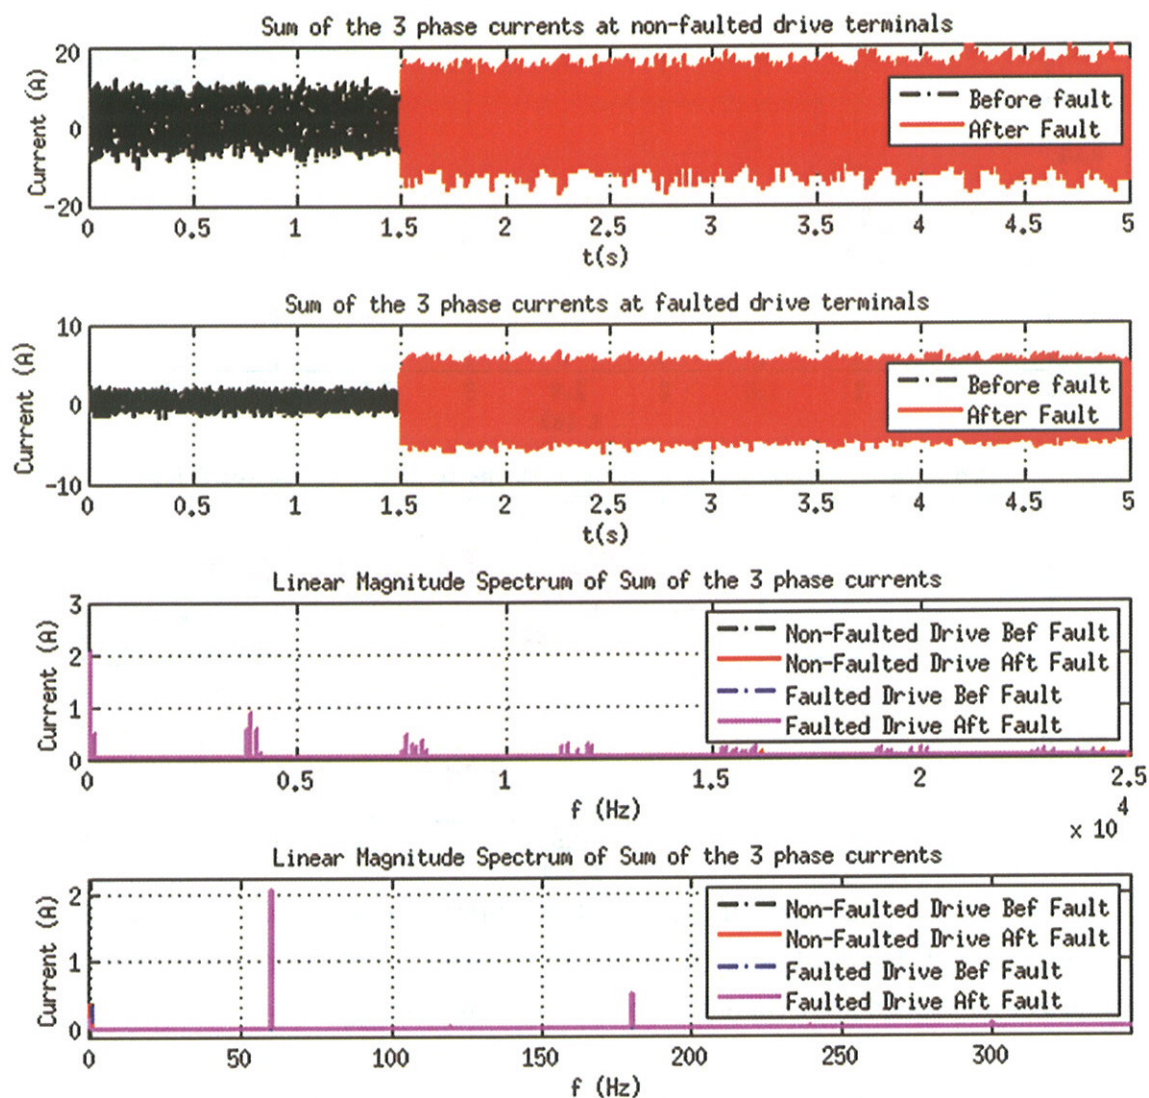 Sum of the 3 phase currents at non-faulted drive terminals
20
0
-20
Current (A)
Before fault
After Fault
0 0.5 1 1.5 2 2.5 3 3.5 4 4.5 5
t(s)
Sum of the 3 phase currents at faulted drive terminals
10
0
-10
Current (A)
Before fault
After Fault
0 0.5 1 1.5 2 2.5 3 3.5 4 4.5 5
t(s)
Linear Magnitude Spectrum of Sum of the 3 phase currents
3
2
1
0
Current (A)
Non-Faulted Drive Bef Fault
Non-Faulted Drive Aft Fault
Faulted Drive Bef Fault
Faulted Drive Aft Fault
0 0.5 1 1.5 2 2.5
f (Hz)
x 10 4
Linear Magnitude Spectrum of Sum of the 3 phase currents
2
1
0
Current (A)
Non-Faulted Drive Bef Fault
Non-Faulted Drive Aft Fault
Faulted Drive Bef Fault
Faulted Drive Aft Fault
0 50 100 150 200 250 300
f (Hz)